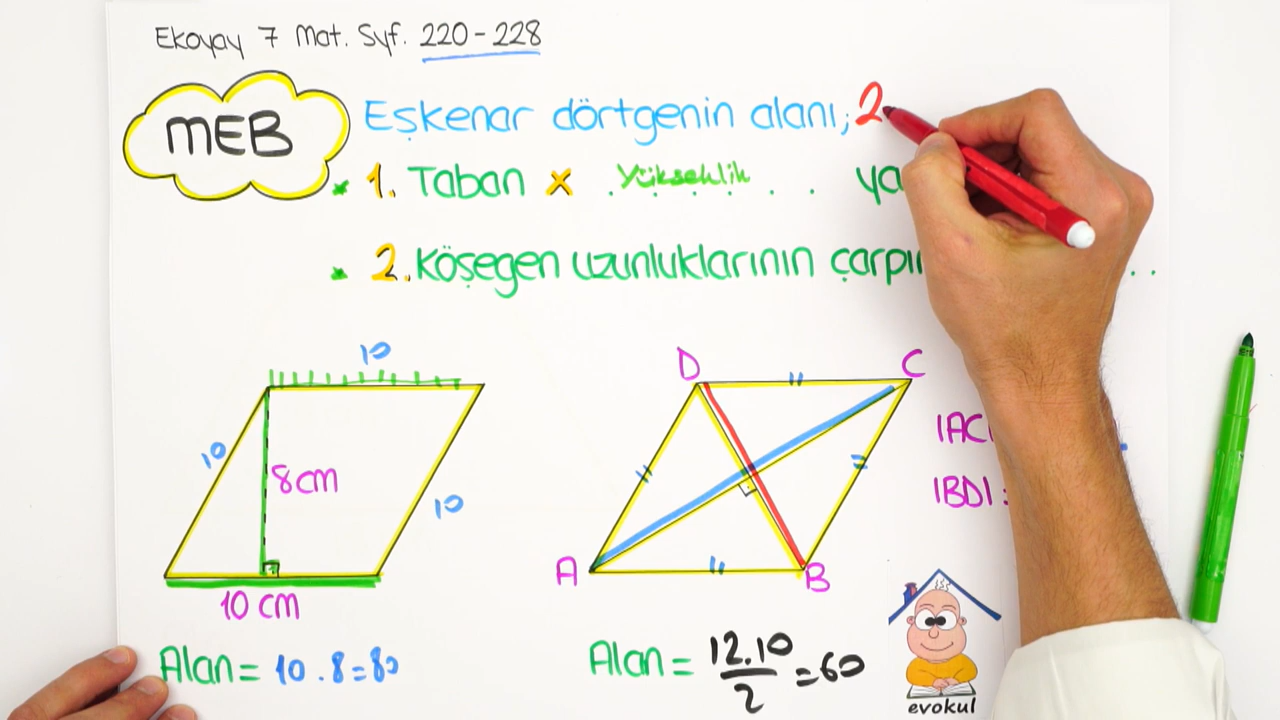 Ekoyay 7 Mat. Syf. 220-228
MEB
Eşkenar dörtgenin alanı; 2
* 1. Taban x . Yükseklik . . ya
* 2. Köşegen uzunluklarının çarpı . .
10
10
8cm
10
10 cm
Alan = 10 . 8 = 80
D
C
A
B
|AC|
|BD| =
Alan = 12.10/2 = 60
evokul